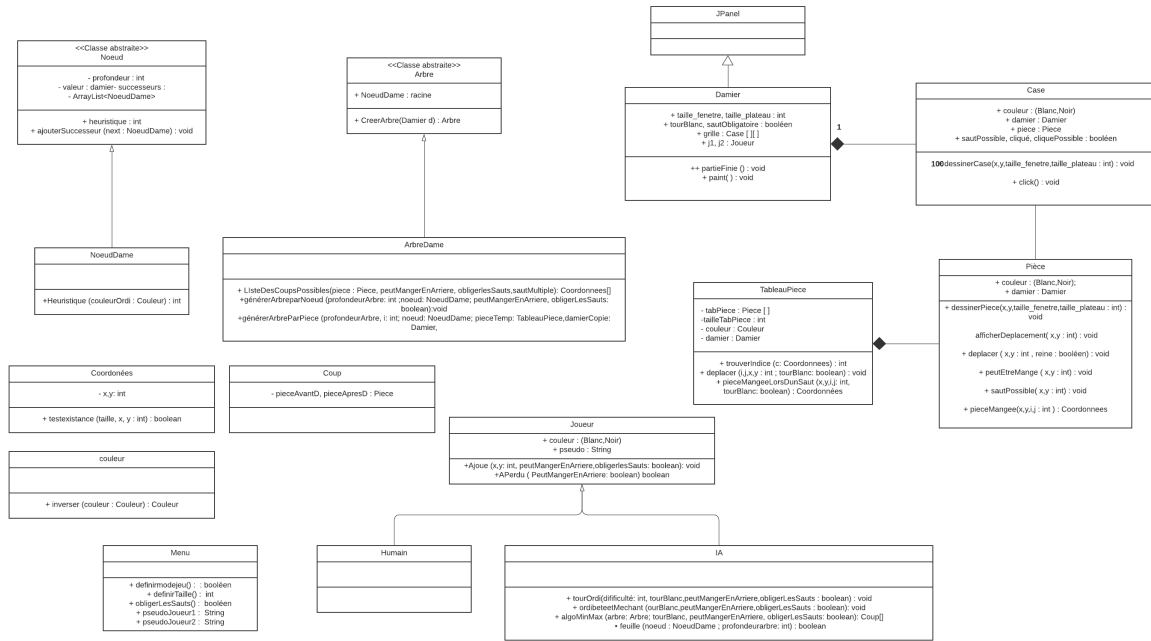 JPanel
<<Classe abstraite>>
Noeud
- profondeur : int
- valeur : damier- successeurs :
- ArrayList<NoeudDame>
+ heuristique : int
+ ajouterSuccesseur (next : NoeudDame) : void
<<Classe abstraite>>
Arbre
+ NoeudDame : racine
+ CreerArbre(Damier d) : Arbre
Damier
+ taille_fenetre, taille_plateau : int
+ tourBlanc, sautObligatoire : booléen
+ grille : Case [ ][ ]
+ j1, j2 : Joueur
++ partieFinie () : void
+ paint( ) : void
1
Case
+ couleur : (Blanc,Noir)
+ damier : Damier
+ piece : Piece
+ sautPossible, cliqué, cliquePossible : booléen
100
dessinerCase(x,y,taille_fenetre,taille_plateau : int) : void
+ click() : void
NoeudDame
+Heuristique (couleurOrdi : Couleur) : int
ArbreDame
+ LIsteDesCoupsPossibles(piece : Piece, peutMangerEnArriere, obligerlesSauts,sautMultiple): Coordonnees[]
+générerArbreparNoeud (profondeurArbre: int ;noeud: NoeudDame; peutMangerEnArriere, obligerLesSauts:
boolean):void
+générerArbreParPiece (profondeurArbre, i: int; noeud: NoeudDame; pieceTemp: TableauPiece,damierCopie:
Damier,
TableauPiece
- tabPiece : Piece [ ]
-tailleTabPiece : int
- couleur : Couleur
- damier : Damier
+ trouverIndice (c: Coordonnees) : int
+ deplacer (i,j,x,y : int ; tourBlanc: boolean) : void
+ pieceMangeeLorsDunSaut (x,y,i,j: int,
tourBlanc: boolean) : Coordonnées
Pièce
+ couleur : (Blanc,Noir);
+ damier : Damier
+ dessinerPiece(x,y,taille_fenetre,taille_plateau : int) :
void
afficherDeplacement( x,y : int) : void
+ deplacer ( x,y : int , reine : booléen) : void
+ peutEtreMange ( x,y : int) : void
+ sautPossible( x,y : int) : void
+ pieceMangee(x,y,i,j : int ) : Coordonnees
Coordonées
- x,y: int
+ testexistance (taille, x, y : int) : boolean
Coup
- pieceAvantD, pieceApresD : Piece
Joueur
+ couleur : (Blanc,Noir)
+ pseudo : String
+Ajoue (x,y: int, peutMangerEnArriere,obligerlesSauts: boolean): void
+APerdu ( PeutMangerEnArriere: boolean) boolean
couleur
+ inverser (couleur : Couleur) : Couleur
Menu
+ definirmodejeu() :  : booléen
+ definirTaille() :  int
+ obligerLesSauts() :  booléen
+ pseudoJoueur1 :  String
+ pseudoJoueur2 :  String
Humain
IA
+ tourOrdi(difificulté: int, tourBlanc,peutMangerEnArriere,obligerLesSauts : boolean) : void
+ ordibeteetMechant (ourBlanc,peutMangerEnArriere,obligerLesSauts : boolean): void
+ algoMinMax (arbre: Arbre; tourBlanc, peutMangerEnArriere, obligerLesSauts: boolean): Coup[]
• feuille (noeud : NoeudDame ; profondeurarbre: int) : boolean